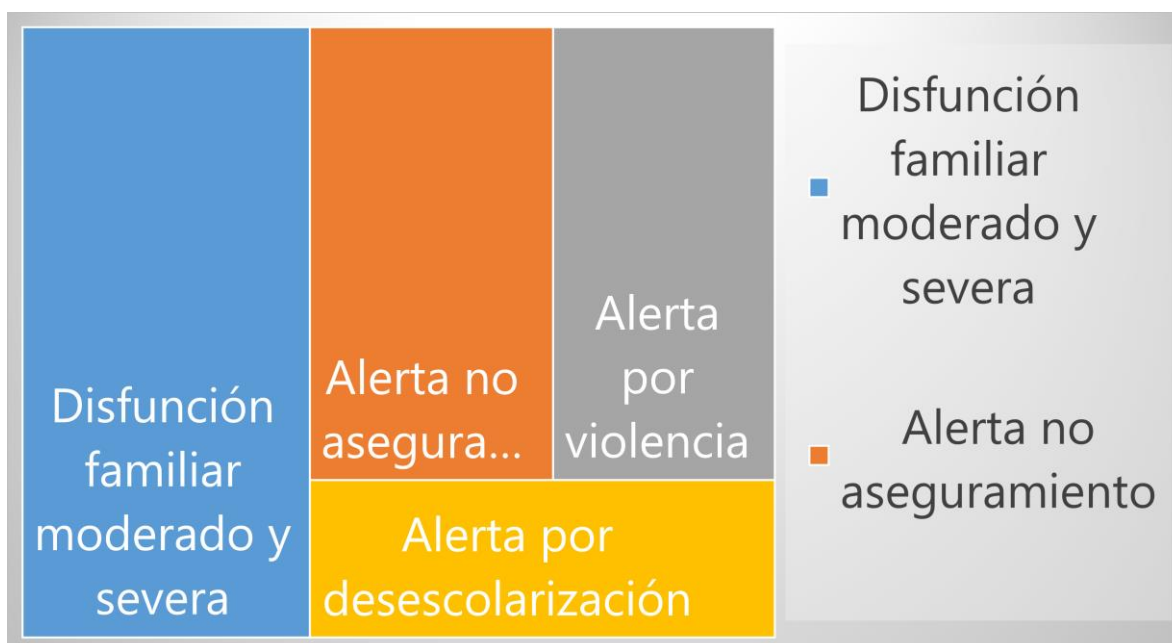 Disfunción
familiar
moderado y
severa
Alerta no
asegura...
Alerta
por
violencia
Alerta por
desescolarización
Disfunción
familiar
moderado y
severa
Alerta no
aseguramiento